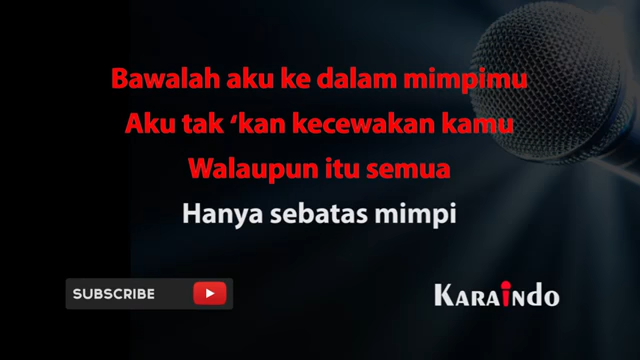 Bawalah aku ke dalam mimpimu
Aku tak ‘kan kecewakan kamu
Walaupun itu semua
Hanya sebatas mimpi
SUBSCRIBE
KARAINDO